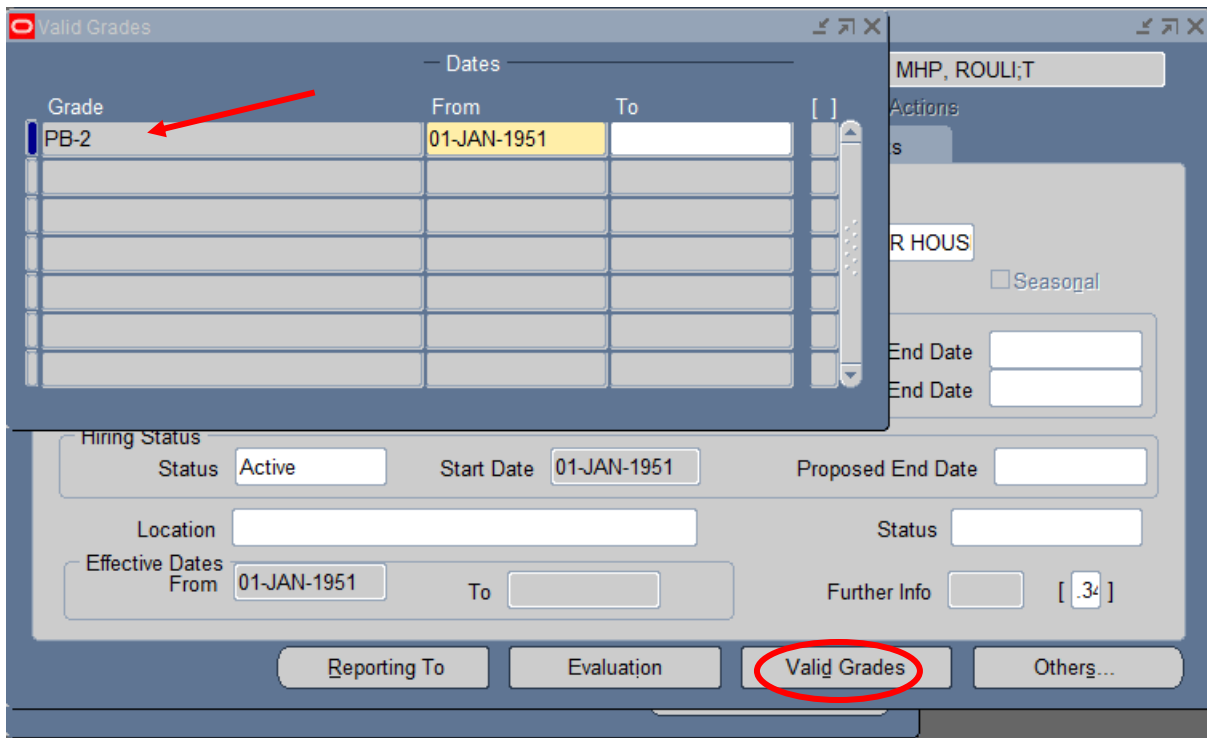 Valid Grades
Dates
Grade From To [ ]
PB-2 01-JAN-1951
MHP, ROULI;T
Actions
s
R HOUS
Seasonal
End Date
End Date
Hiring Status
Status Active Start Date 01-JAN-1951 Proposed End Date
Location Status
Effective Dates
From 01-JAN-1951 To Further Info [ .34 ]
Reporting To Evaluation Valid Grades Others...